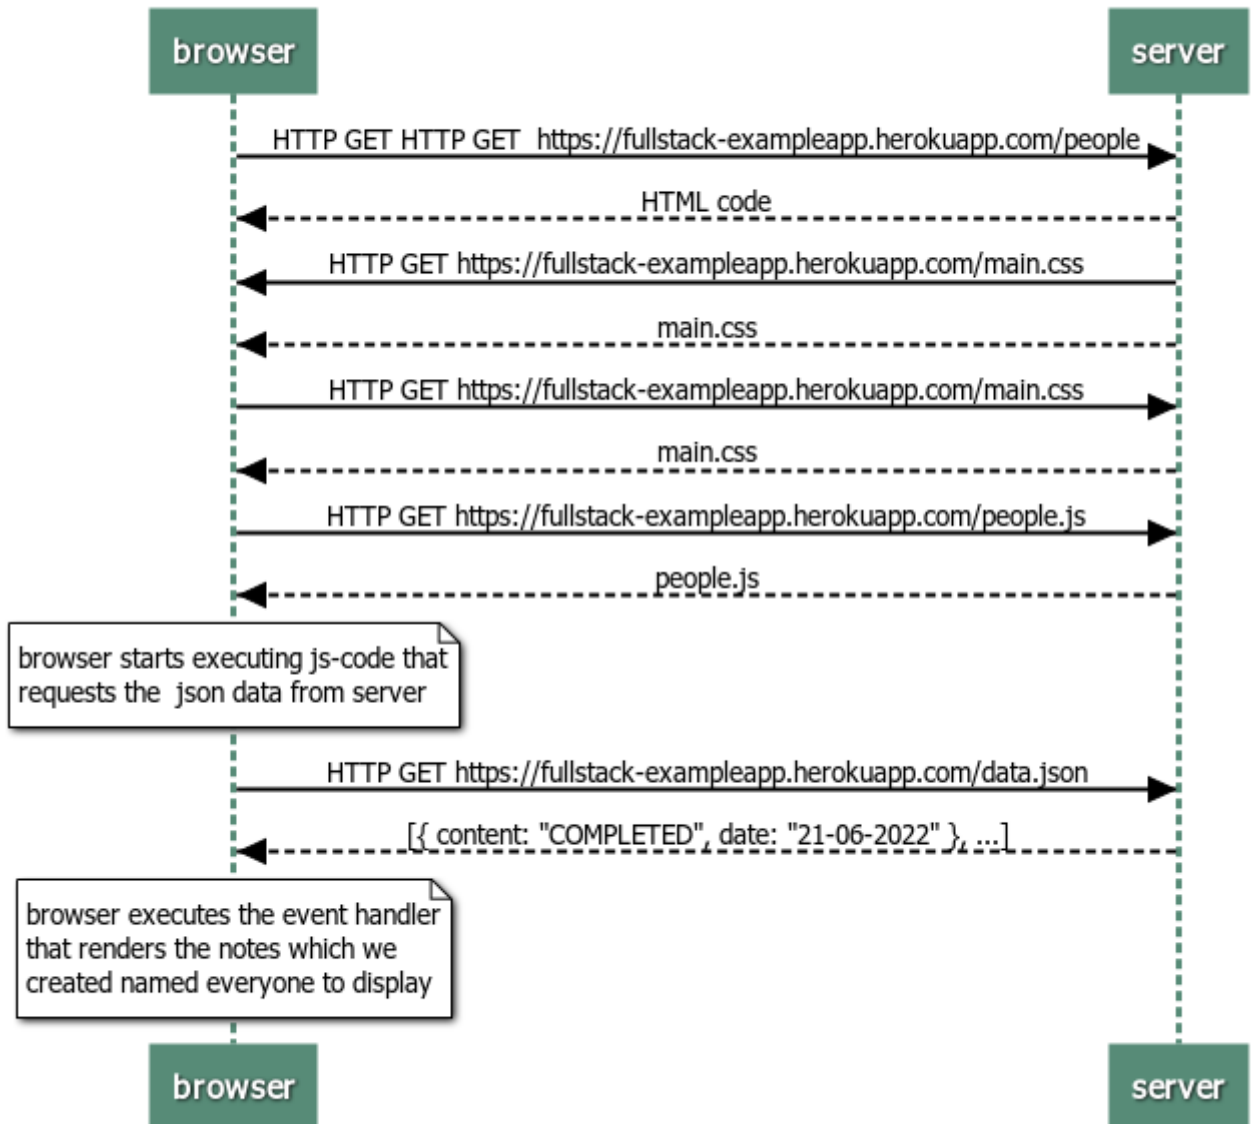 browser
server
HTTP GET HTTP GET  https://fullstack-exampleapp.herokuapp.com/people
HTML code
HTTP GET https://fullstack-exampleapp.herokuapp.com/main.css
main.css
HTTP GET https://fullstack-exampleapp.herokuapp.com/main.css
main.css
HTTP GET https://fullstack-exampleapp.herokuapp.com/people.js
people.js
browser starts executing js-code that
requests the  json data from server
HTTP GET https://fullstack-exampleapp.herokuapp.com/data.json
[{ content: "COMPLETED", date: "21-06-2022" }, ...]
browser executes the event handler
that renders the notes which we
created named everyone to display
browser
server